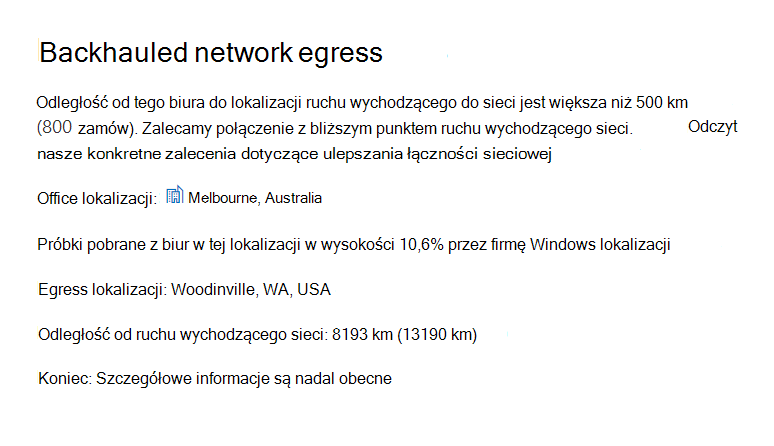 Backhauled network egress
Odległość od tego biura do lokalizacji ruchu wychodzącego do sieci jest większa niż 500 km
(800 zamów). Zalecamy połączenie z bliższym punktem ruchu wychodzącego sieci. Odczyt
nasze konkretne zalecenia dotyczące ulepszania łączności sieciowej
Office lokalizacji: Melbourne, Australia
Próbki pobrane z biur w tej lokalizacji w wysokości 10,6% przez firmę Windows lokalizacji
Egress lokalizacji: Woodinville, WA, USA
Odległość od ruchu wychodzącego sieci: 8193 km (13190 km)
Koniec: Szczegółowe informacje są nadal obecne